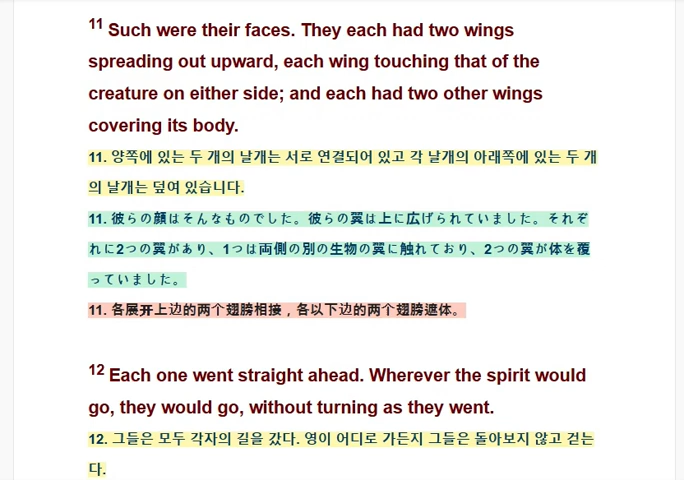 11 Such were their faces. They each had two wings
spreading out upward, each wing touching that of the
creature on either side; and each had two other wings
covering its body.
11. 양쪽에 있는 두 개의 날개는 서로 연결되어 있고 각 날개의 아래쪽에 있는 두 개
의 날개는 덮여 있습니다.
11. 彼らの顔はそんなものでした。彼らの翼は上に広げられていました。それぞ
れに2つの翼があり、1つは両側の別の生物の翼に触れており、2つの翼が体を覆
っていました。
11. 各展开上边的两个翅膀相接，各以下边的两个翅膀遮体。
12 Each one went straight ahead. Wherever the spirit would
go, they would go, without turning as they went.
12. 그들은 모두 각자의 길을 갔다. 영이 어디로 가든지 그들은 돌아보지 않고 걷는
다.